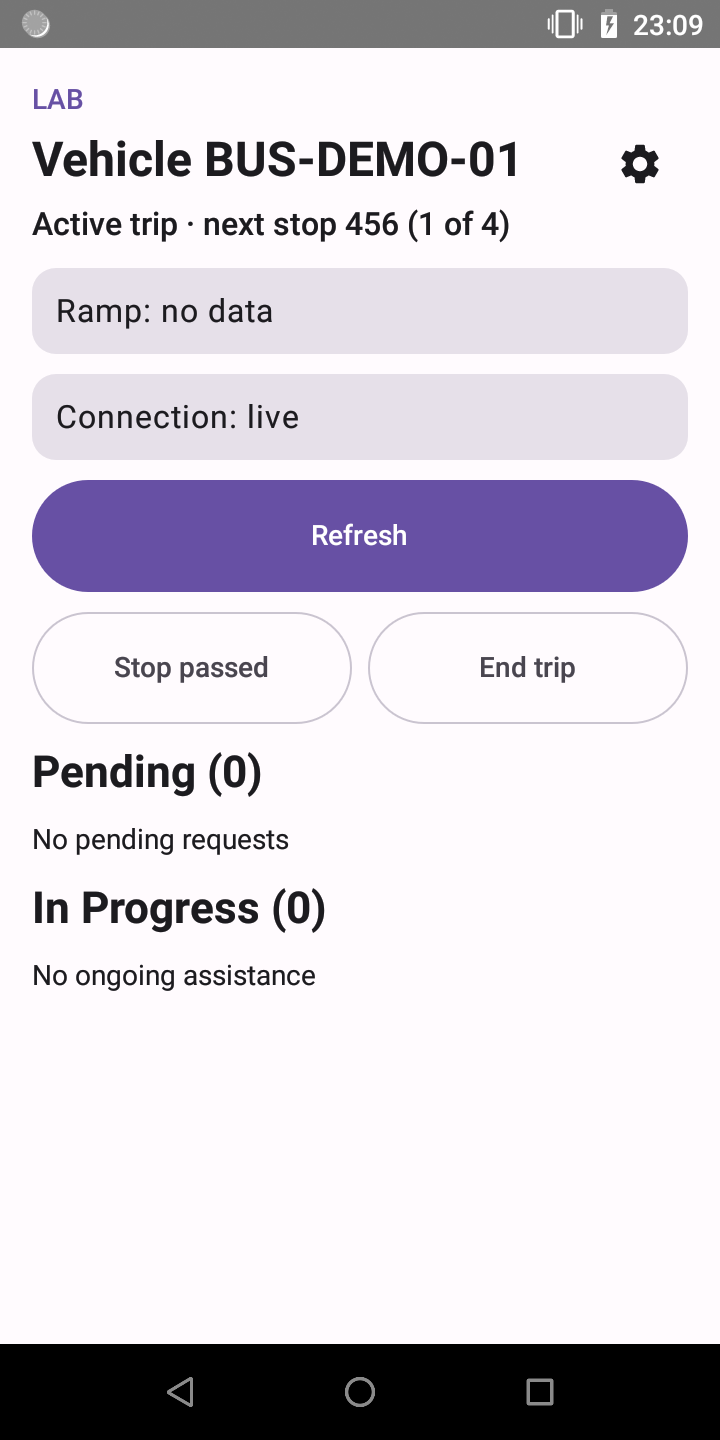 23:09
LAB
Vehicle BUS-DEMO-01
Active trip · next stop 456 (1 of 4)
Ramp: no data
Connection: live
Refresh
Stop passed
End trip
Pending (0)
No pending requests
In Progress (0)
No ongoing assistance